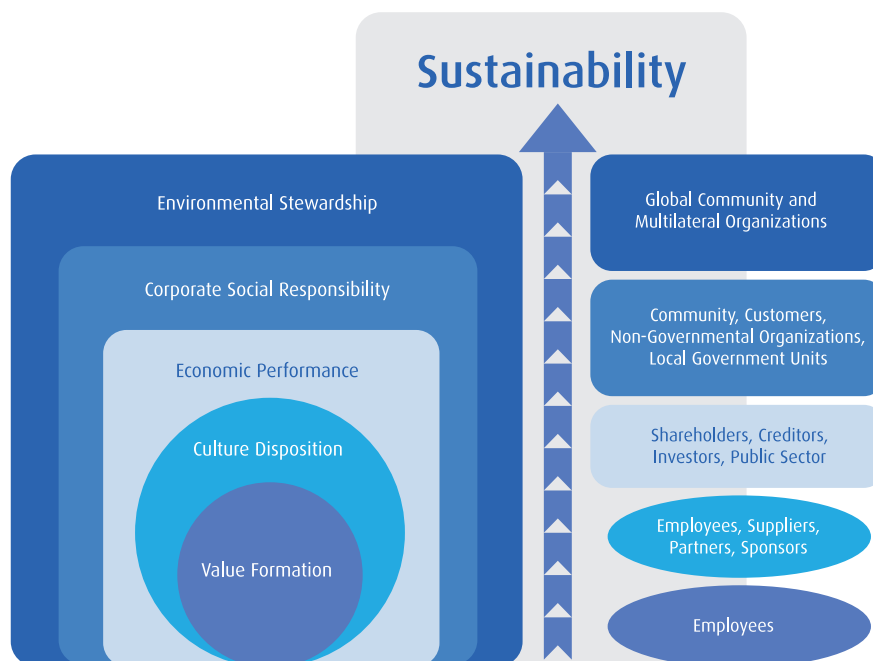 Sustainability
Environmental Stewardship
Corporate Social Responsibility
Economic Performance
Culture Disposition
Value Formation
Global Community and
Multilateral Organizations
Community, Customers,
Non-Governmental Organizations,
Local Government Units
Shareholders, Creditors,
Investors, Public Sector
Employees, Suppliers,
Partners, Sponsors
Employees